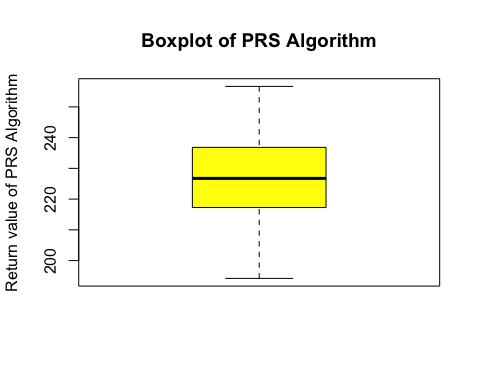 Boxplot of PRS Algorithm
Return value of PRS Algorithm
240
220
200